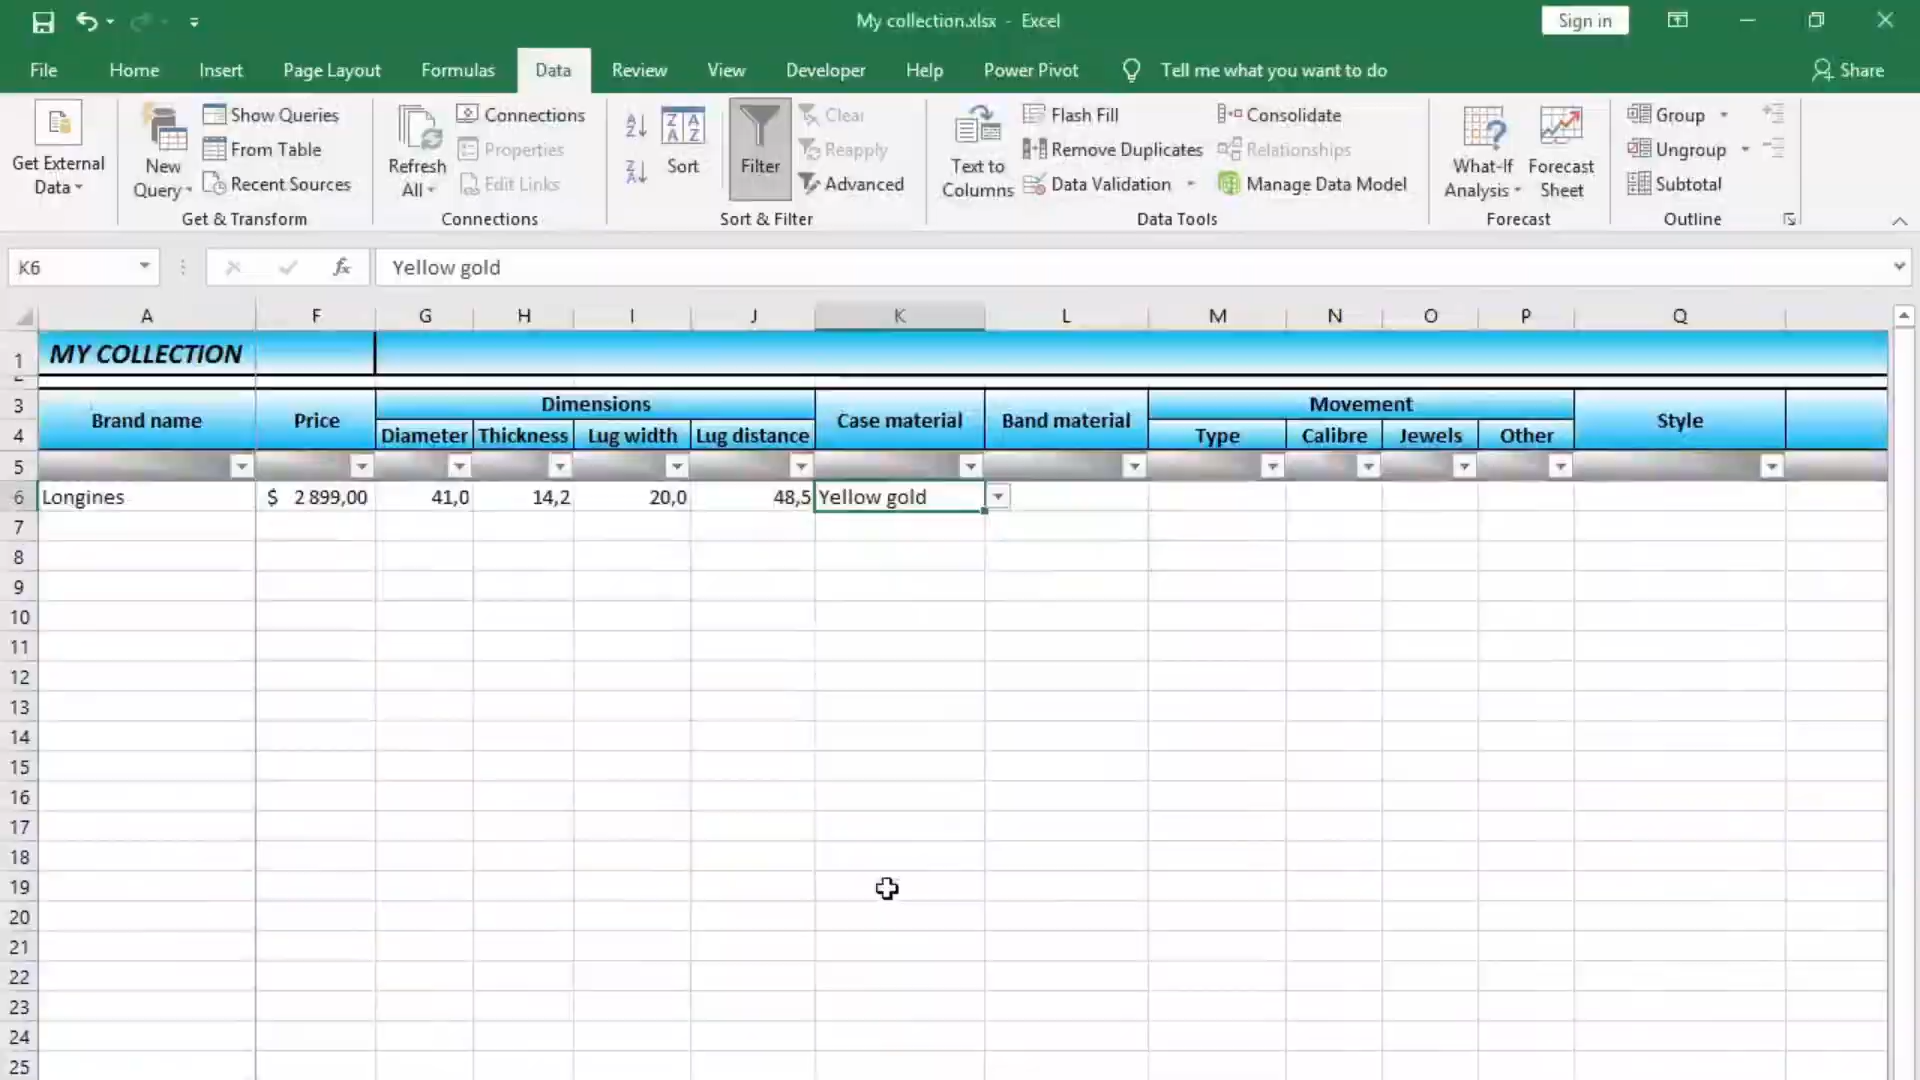 My collection.xlsx - Excel
Sign in
File Home Insert Page Layout Formulas Data Review View Developer Help Power Pivot Tell me what you want to do Share
Get External Data
New Query
Show Queries
From Table
Recent Sources
Get & Transform
Refresh All
Connections
Properties
Edit Links
Connections
Sort
Filter
Clear
Reapply
Advanced
Sort & Filter
Text to Columns
Flash Fill
Remove Duplicates
Data Validation
Consolidate
Relationships
Manage Data Model
Data Tools
What-If Analysis
Forecast Sheet
Forecast
Group
Ungroup
Subtotal
Outline
K6 fx Yellow gold
A F G H I J K L M N O P Q
1 MY COLLECTION
2
3 Brand name Price Dimensions Case material Band material Movement Style
4 Diameter Thickness Lug width Lug distance Type Calibre Jewels Other
5
6 Longines $ 2 899,00 41,0 14,2 20,0 48,5 Yellow gold
7
8
9
10
11
12
13
14
15
16
17
18
19
20
21
22
23
24
25